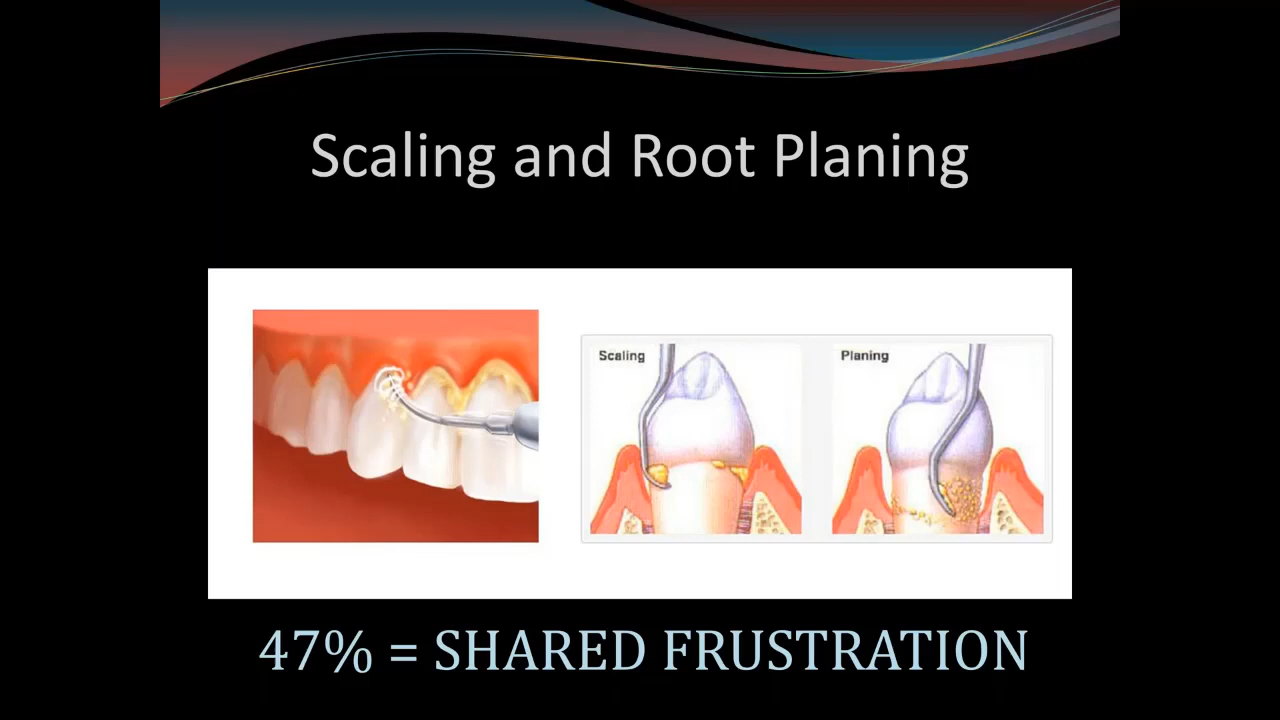 Scaling and Root Planing
Scaling
Planing
47% = SHARED FRUSTRATION